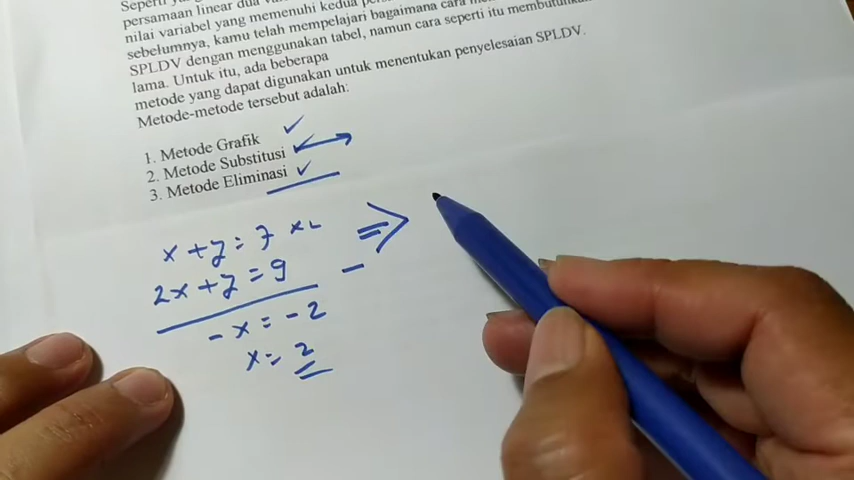 persamaan linear dua
nilai variabel yang memenuhi kedua
sebelumnya, kamu telah mempelajari bagaimana cara
SPLDV dengan menggunakan tabel, namun cara seperti itu membutuhkan
lama. Untuk itu, ada beberapa
metode yang dapat digunakan untuk menentukan penyelesaian SPLDV.
Metode-metode tersebut adalah:
1. Metode Grafik ✓
2. Metode Substitusi ✓
3. Metode Eliminasi ✓
x + y = 7
2x + y = 9 -
-x = -2
x = 2